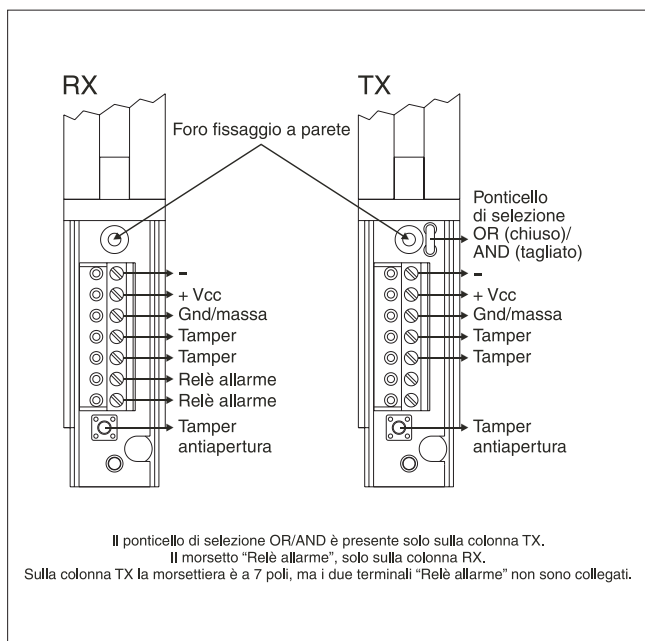 RX
TX
Foro fissaggio a parete
Ponticello
di selezione
OR (chiuso)/
AND (tagliato)
-
+ Vcc
Gnd/massa
Tamper
Tamper
Relè allarme
Relè allarme
Tamper
antiapertura
-
+ Vcc
Gnd/massa
Tamper
Tamper
Tamper
antiapertura
Il ponticello di selezione OR/AND è presente solo sulla colonna TX.
Il morsetto “Relè allarme”, solo sulla colonna RX.
Sulla colonna TX la morsettiera è a 7 poli, ma i due terminali “Relè allarme” non sono collegati.